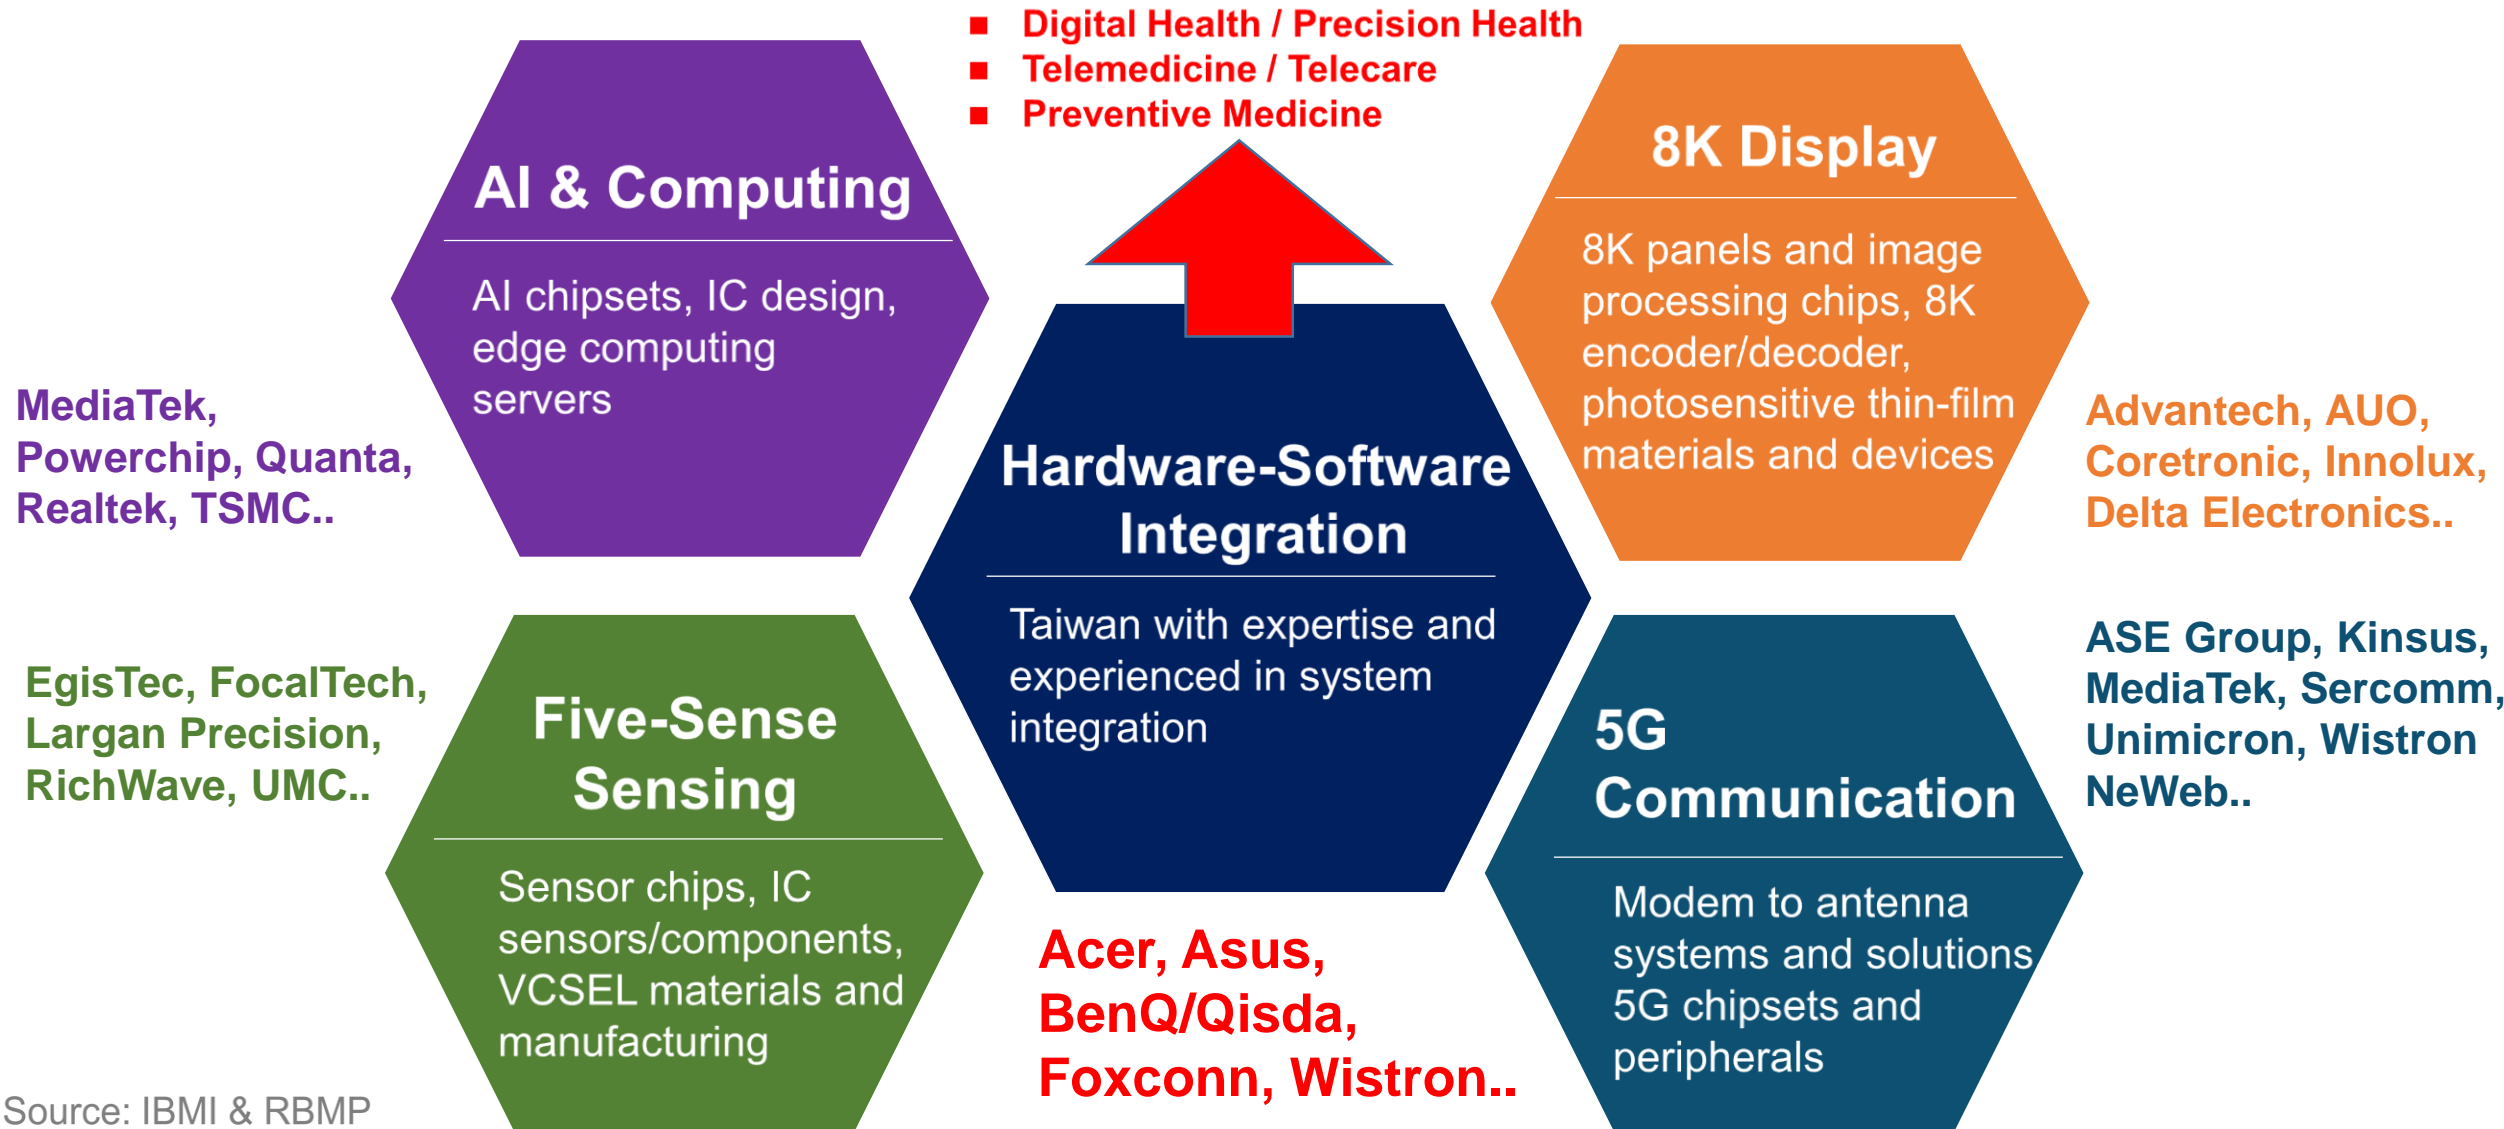 ■ Digital Health / Precision Health
■ Telemedicine / Telecare
■ Preventive Medicine
AI & Computing
AI chipsets, IC design,
edge computing
servers
MediaTek,
Powerchip, Quanta,
Realtek, TSMC..
8K Display
8K panels and image
processing chips, 8K
encoder/decoder,
photosensitive thin-film
materials and devices
Advantech, AUO,
Coretronic, Innolux,
Delta Electronics..
Hardware-Software
Integration
Taiwan with expertise and
experienced in system
integration
Acer, Asus,
BenQ/Qisda,
Foxconn, Wistron..
EgisTec, FocalTech,
Largan Precision,
RichWave, UMC..
Five-Sense
Sensing
Sensor chips, IC
sensors/components,
VCSEL materials and
manufacturing
5G
Communication
Modem to antenna
systems and solutions
5G chipsets and
peripherals
ASE Group, Kinsus,
MediaTek, Sercomm,
Unimicron, Wistron
NeWeb..
Source: IBMI & RBMP